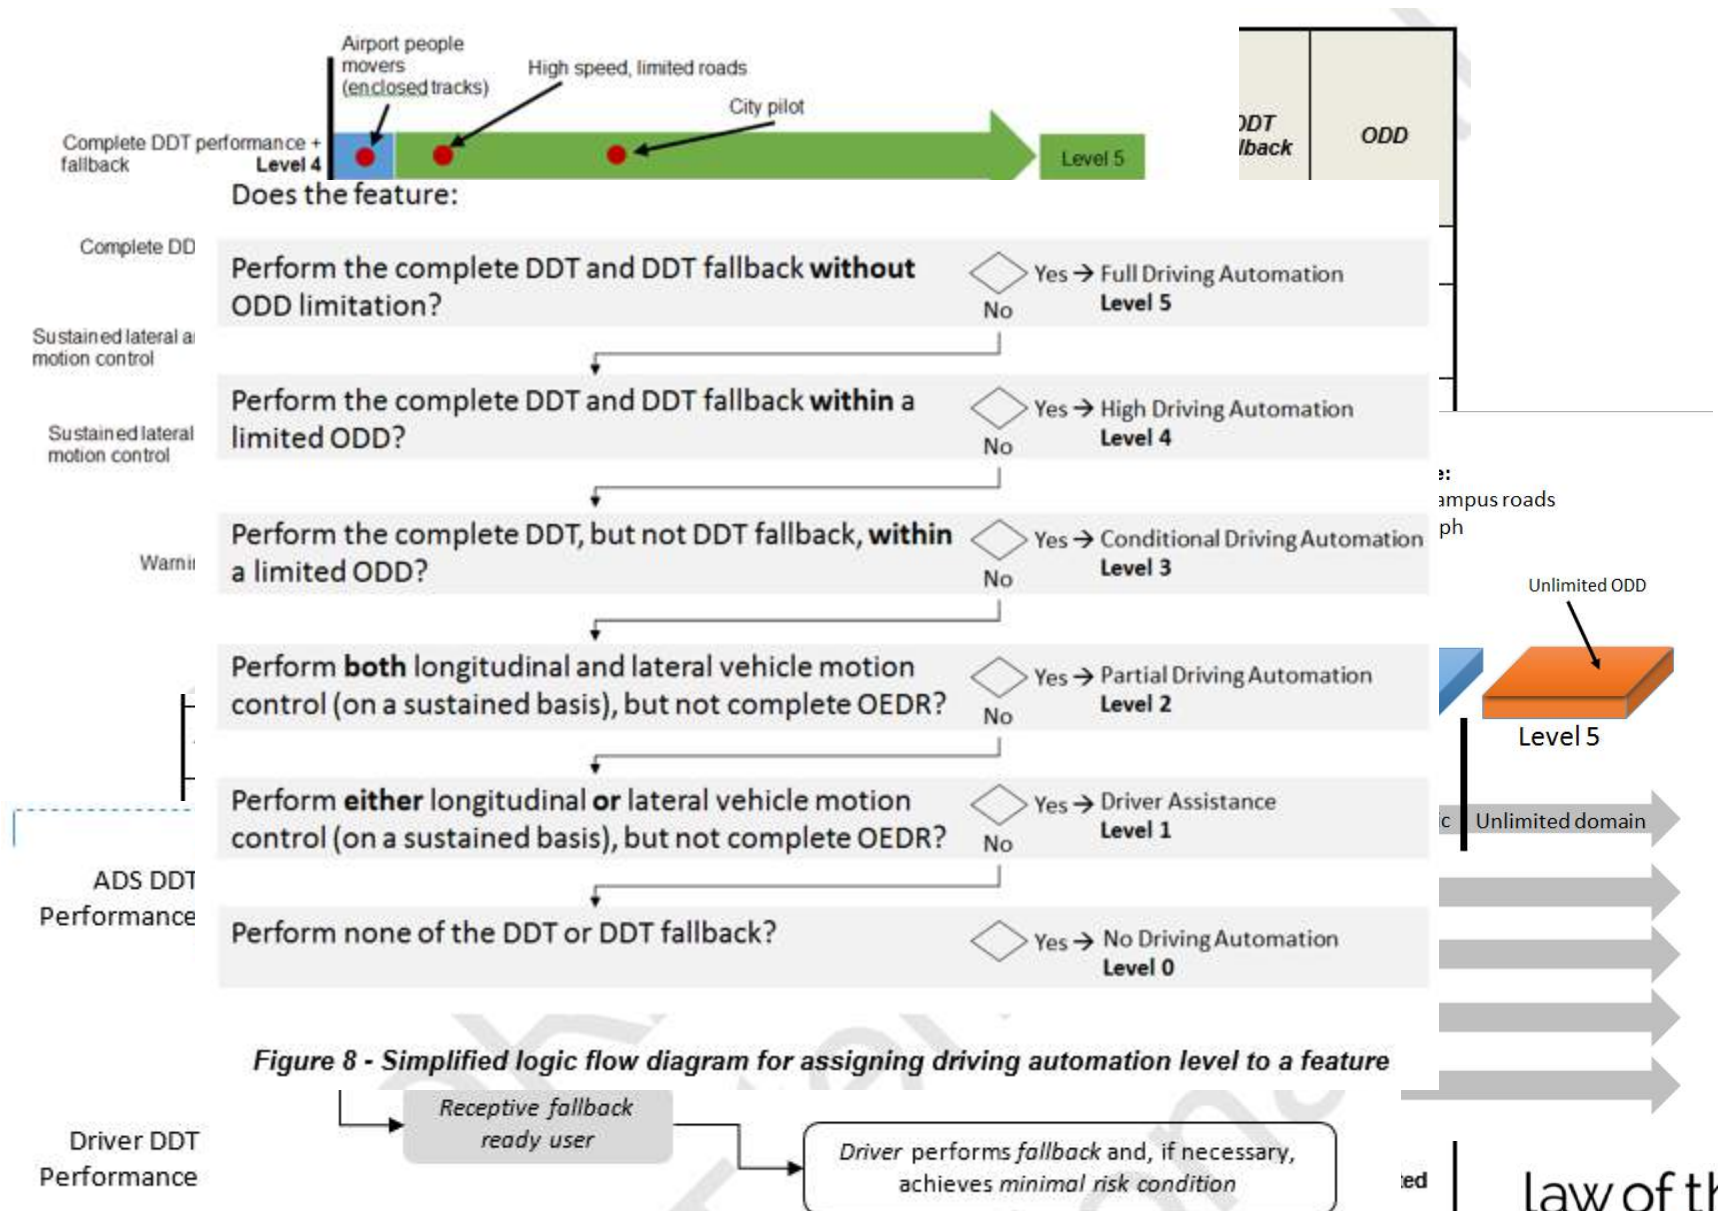 Airport people
movers
(enclosed tracks)
High speed, limited roads
City pilot
Complete DDT performance +
fallback
Level 4
Level 5
DDT
ODD
Does the feature:
Complete
Perform the complete DDT and DDT fallback without
ODD limitation?
Yes → Full Driving Automation
Level 5
No
Sustained lateral
motion control
Perform the complete DDT and DDT fallback within a
limited ODD?
Yes → High Driving Automation
Level 4
No
Sustained lateral
motion control
Perform the complete DDT, but not DDT fallback, within
a limited ODD?
Yes → Conditional Driving Automation
Level 3
No
Unlimited ODD
Perform both longitudinal and lateral vehicle motion
control (on a sustained basis), but not complete OEDR?
Yes → Partial Driving Automation
Level 2
No
Level 5
Perform either longitudinal or lateral vehicle motion
control (on a sustained basis), but not complete OEDR?
Yes → Driver Assistance
Level 1
No
Unlimited domain
ADS DDT
Performance
Perform none of the DDT or DDT fallback?
Yes → No Driving Automation
Level 0
Figure 8 - Simplified logic flow diagram for assigning driving automation level to a feature
Receptive fallback
ready user
Driver DDT
Performance
Driver performs fallback and, if necessary,
achieves minimal risk condition
law of
roads